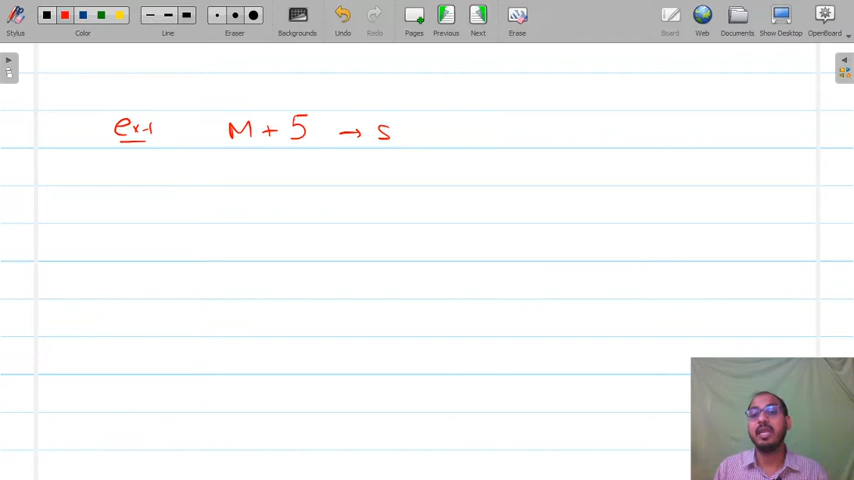 Stylus
Color
Line
Eraser
Backgrounds
Undo
Redo
Pages
Previous
Next
Erase
Board
Web
Documents
Show Desktop
OpenBoard
ex-1 M + 5 → S